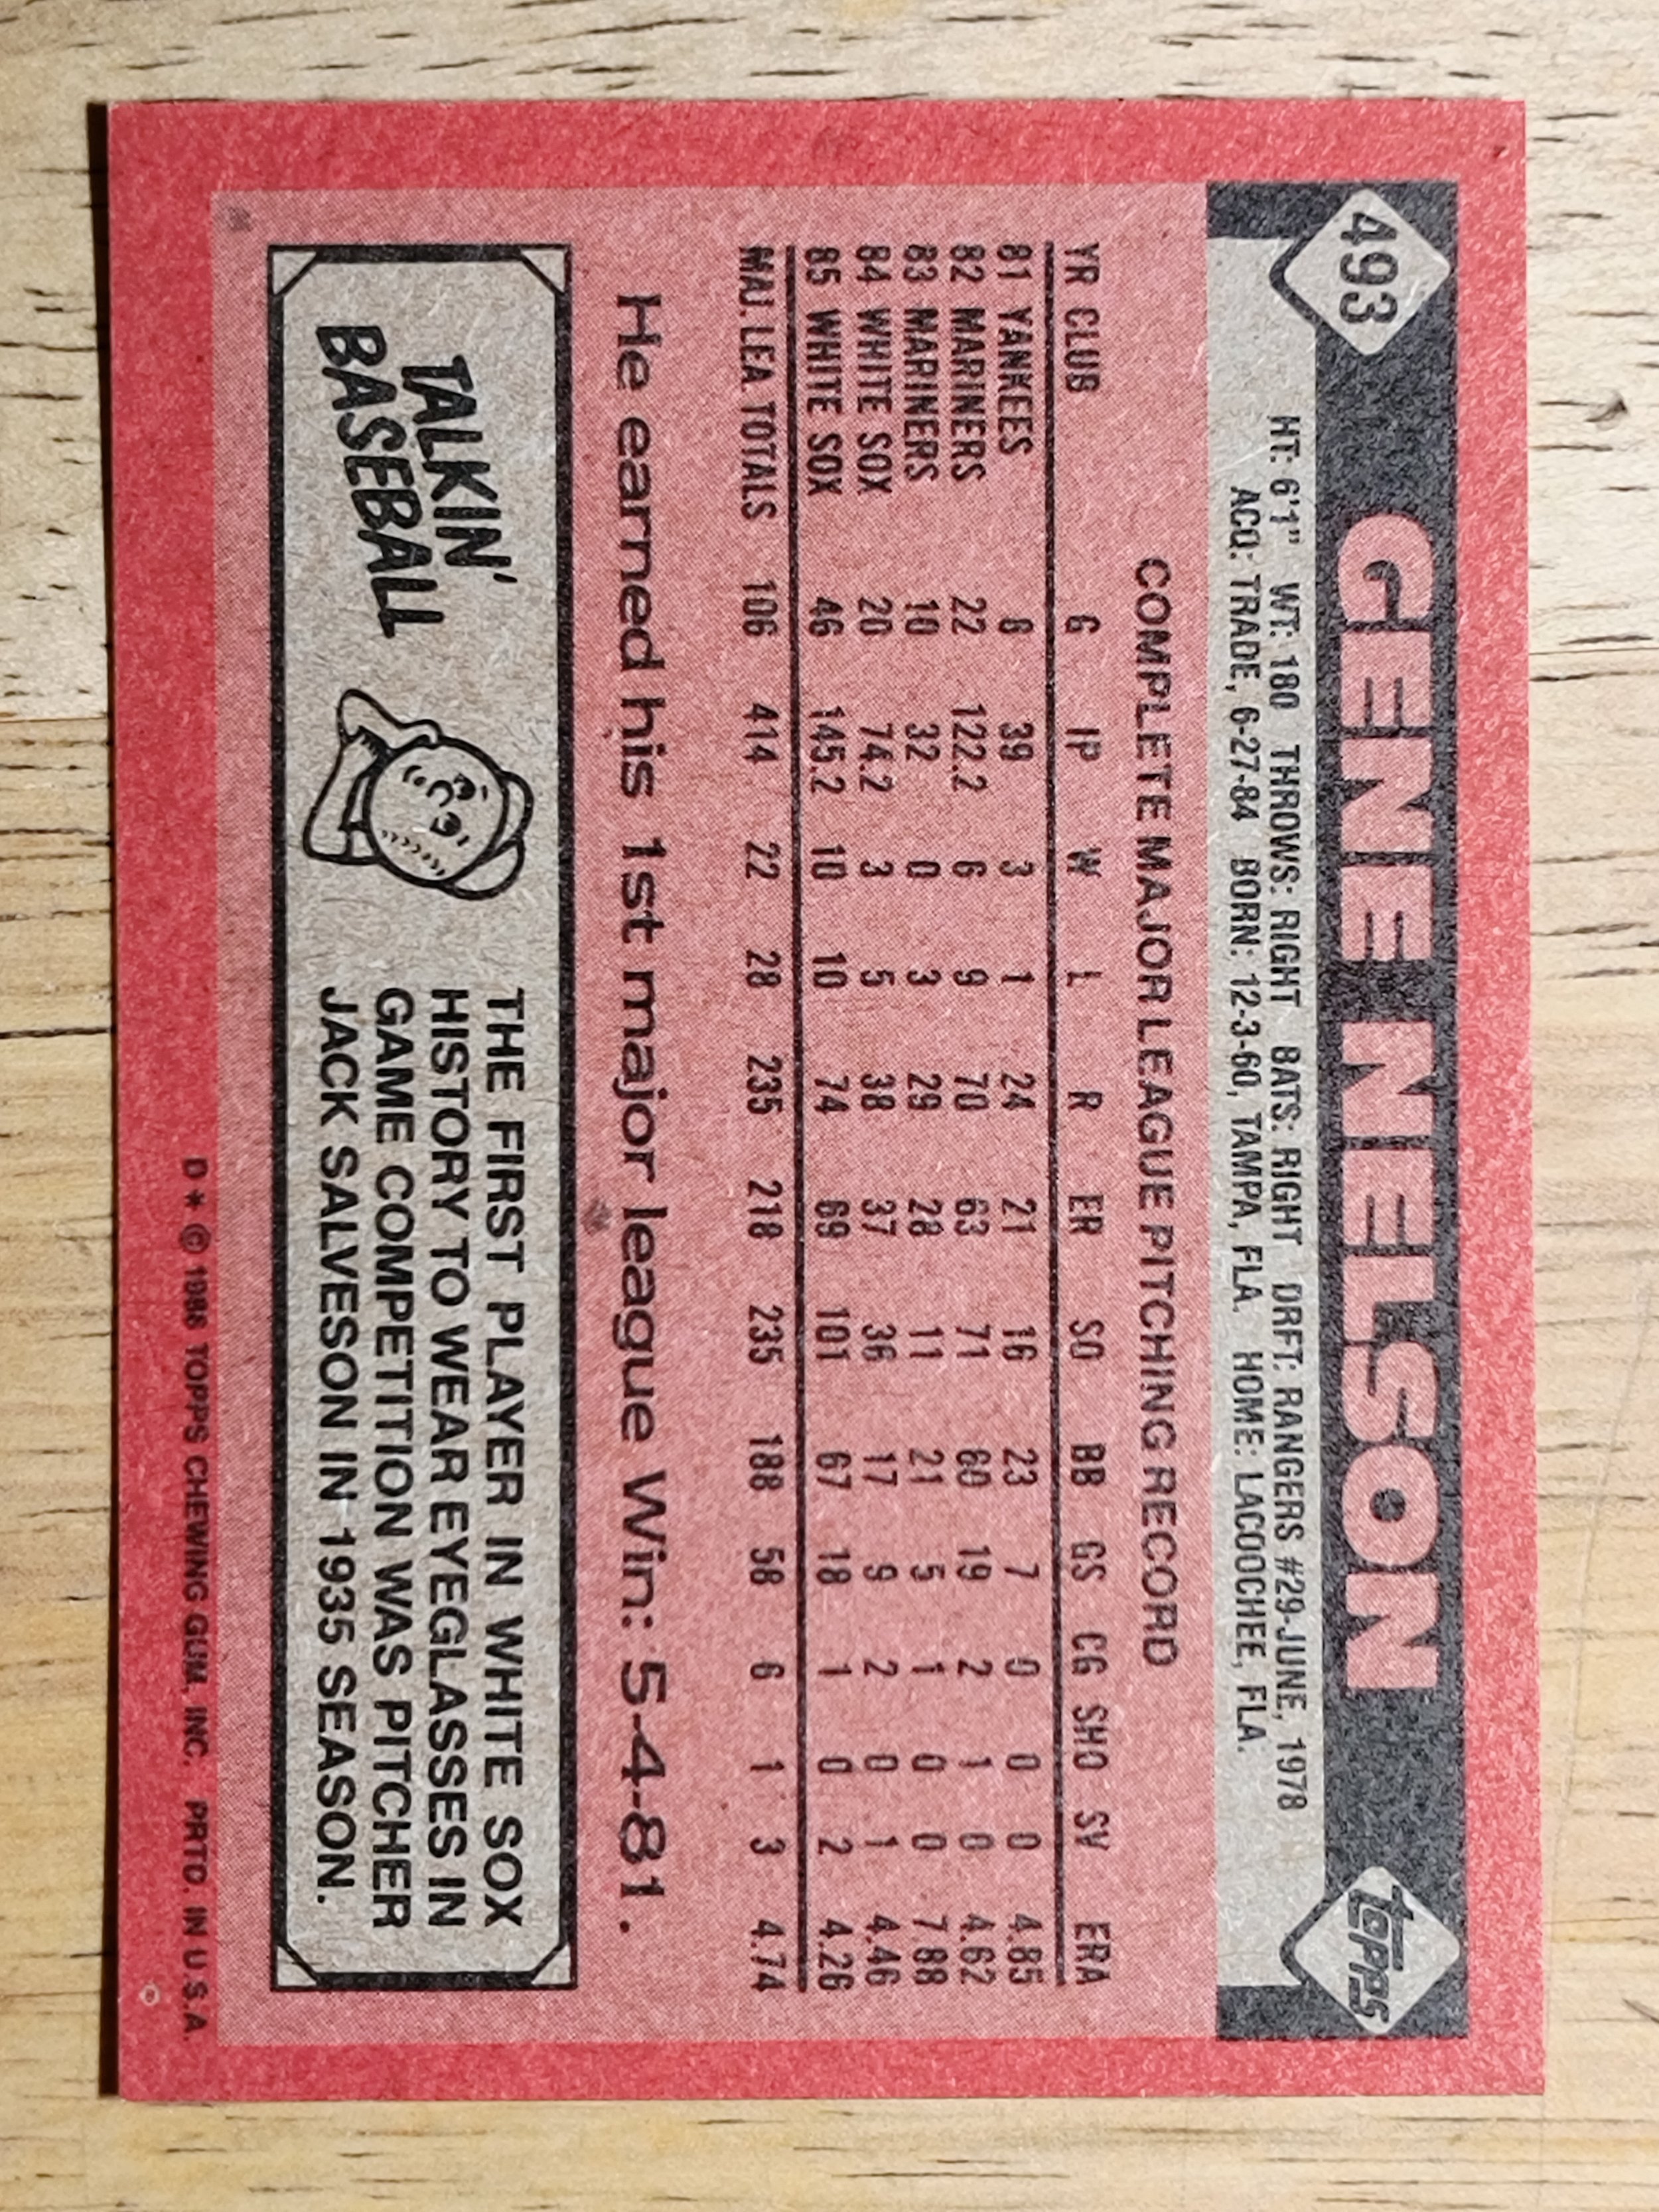 493 GENE NELSON topps
HT: 6'1" WT: 180 THROWS: RIGHT BATS: RIGHT DRFT: RANGERS #29-JUNE, 1978
ACQ: TRADE, 6-27-84 BORN: 12-3-60, TAMPA, FLA. HOME: LACOOCHEE, FLA.
COMPLETE MAJOR LEAGUE PITCHING RECORD
YR CLUB G IP W L R ER SO BB GS CG SHO SV ERA
81 YANKEES 8 39 3 1 24 21 16 23 7 0 0 0 4.85
82 MARINERS 22 122.2 6 9 70 63 71 60 19 2 1 0 4.62
83 MARINERS 10 32 0 3 29 28 11 21 5 1 0 0 7.88
84 WHITE SOX 20 74.2 3 5 38 37 36 17 9 2 0 1 4.46
85 WHITE SOX 46 145.2 10 10 74 69 101 67 18 1 0 2 4.26
MAJ. LEA. TOTALS 106 414 22 28 235 218 235 188 58 6 1 3 4.74
He earned his 1st major league Win: 5-4-81.
TALKIN'
BASEBALL
THE FIRST PLAYER IN WHITE SOX
HISTORY TO WEAR EYEGLASSES IN
GAME COMPETITION WAS PITCHER
JACK SALVESON IN 1935 SEASON.
D * © 1986 TOPPS CHEWING GUM, INC. PRTD. IN U.S.A.